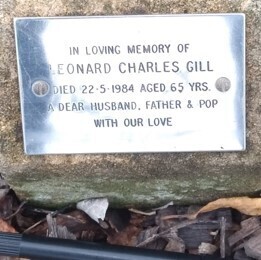 IN LOVING MEMORY OF
LEONARD CHARLES GILL
DIED 22-5-1984 AGED 65 YRS.
A DEAR HUSBAND, FATHER & POP
WITH OUR LOVE